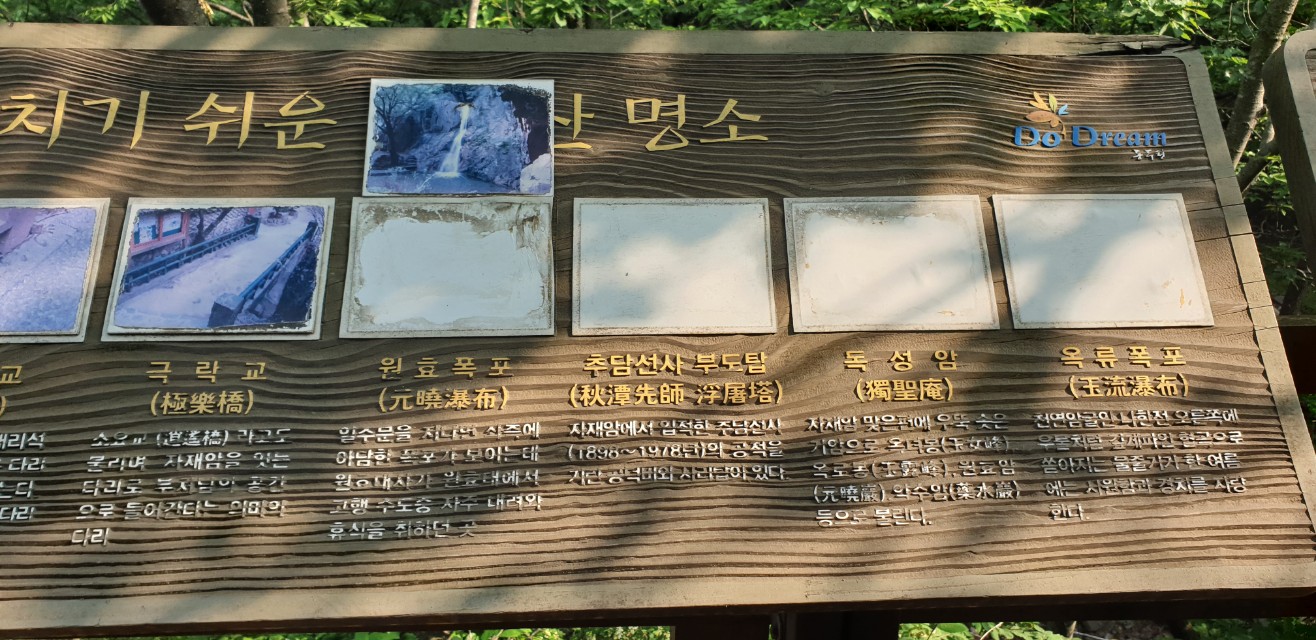 치기 쉬운 산 명소
Do Dream
동두천
교
극 락 교
(極樂橋)
소요교 (逍遙橋) 라고도
불리며 자재암을 잇는
다리로 부처님의 공간
으로 들어간다는 의미의
다리
원 효 폭 포
(元曉瀑布)
일주문을 지나면 좌측에
아담한 폭포가 보이는데
원효대사가 원효대에서
고행 수도중 자주 내려와
휴식을 취하던 곳
추담선사 부도탑
(秋潭先師 浮屠塔)
자재암에서 입적한 추담선사
(1898~1978년)의 공적을
기단 공덕비와 사리탑이 있다.
독 성 암
(獨聖庵)
자재암 맞은편에 우뚝 솟은
기암으로 옥녀봉(玉女峰),
옥로봉(玉露峰), 원효암
(元曉巖) 약수암(藥水巖)
등으로 불린다.
옥 류 폭 포
(玉流瀑布)
천연암굴인 나한전 오른쪽에
우물처럼 깊게파인 협곡으로
쏟아지는 물줄기가 한 여름
에는 시원함과 경치를 자랑
한다.